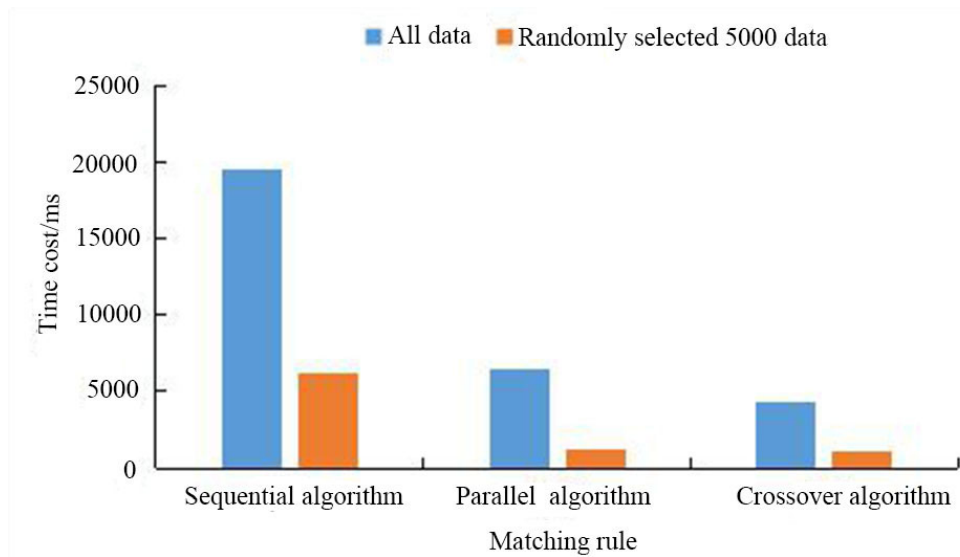 All data Randomly selected 5000 data
25000
20000
15000
10000
5000
0
Time cost/ms
Sequential algorithm Parallel algorithm Crossover algorithm
Matching rule